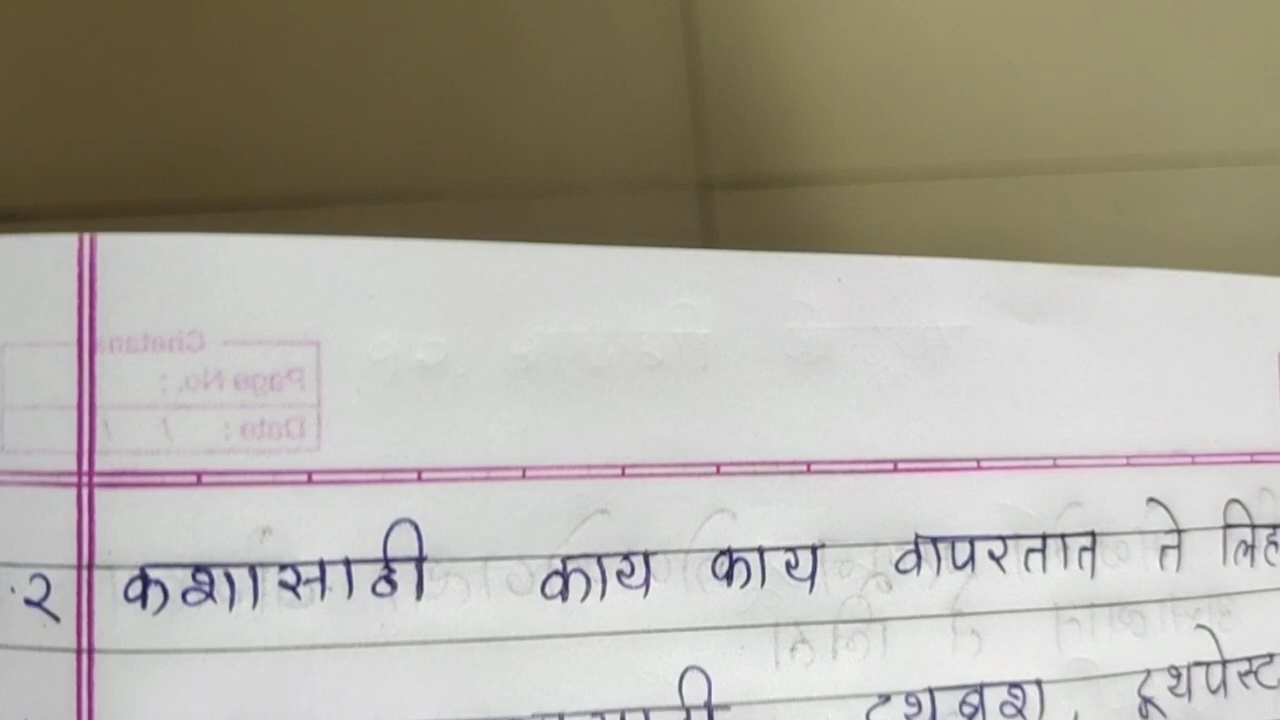 Chetana
Page No. :
Date : / /
.२ कशासाठी काय काय वापरतात ते
टूथब्रश, टूथपेस्ट